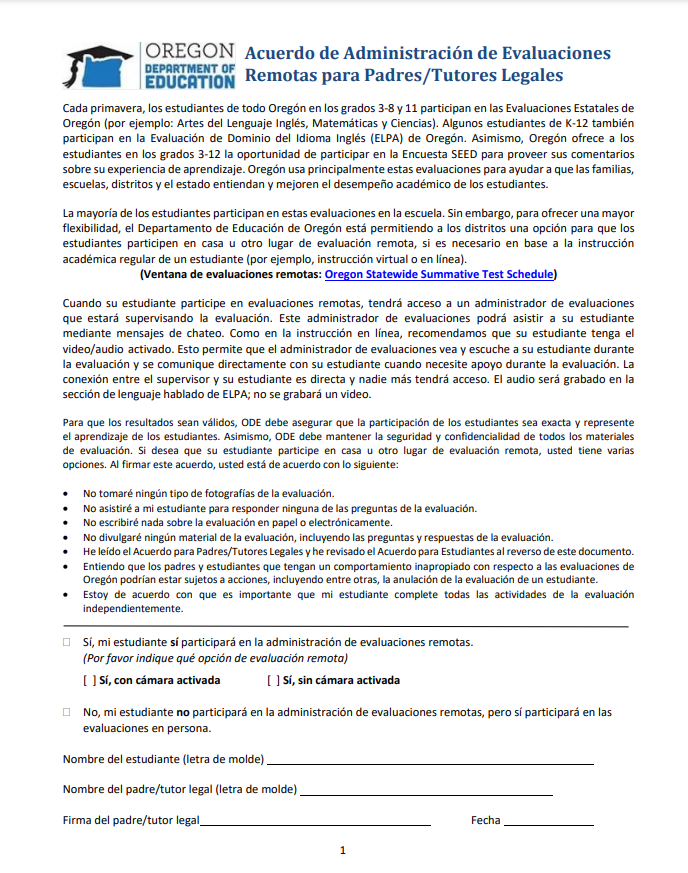 OREGON
DEPARTMENT OF
EDUCATION
Acuerdo de Administración de Evaluaciones
Remotas para Padres/Tutores Legales
Cada primavera, los estudiantes de todo Oregón en los grados 3-8 y 11 participan en las Evaluaciones Estatales de
Oregón (por ejemplo: Artes del Lenguaje Inglés, Matemáticas y Ciencias). Algunos estudiantes de K-12 también
participan en la Evaluación de Dominio del Idioma Inglés (ELPA) de Oregón. Asimismo, Oregón ofrece a los
estudiantes en los grados 3-12 la oportunidad de participar en la Encuesta SEED para proveer sus comentarios
sobre su experiencia de aprendizaje. Oregón usa principalmente estas evaluaciones para ayudar a que las familias,
escuelas, distritos y el estado entiendan y mejoren el desempeño académico de los estudiantes.
La mayoría de los estudiantes participan en estas evaluaciones en la escuela. Sin embargo, para ofrecer una mayor
flexibilidad, el Departamento de Educación de Oregón está permitiendo a los distritos una opción para que los
estudiantes participen en casa u otro lugar de evaluación remota, si es necesario en base a la instrucción
académica regular de un estudiante (por ejemplo, instrucción virtual o en línea).
(Ventana de evaluaciones remotas: Oregon Statewide Summative Test Schedule)
Cuando su estudiante participe en evaluaciones remotas, tendrá acceso a un administrador de evaluaciones
que estará supervisando la evaluación. Este administrador de evaluaciones podrá asistir a su estudiante
mediante mensajes de chateo. Como en la instrucción en línea, recomendamos que su estudiante tenga el
video/audio activado. Esto permite que el administrador de evaluaciones vea y escuche a su estudiante durante
la evaluación y se comunique directamente con su estudiante cuando necesite apoyo durante la evaluación. La
conexión entre el supervisor y su estudiante es directa y nadie más tendrá acceso. El audio será grabado en la
sección de lenguaje hablado de ELPA; no se grabará un video.
Para que los resultados sean válidos, ODE debe asegurar que la participación de los estudiantes sea exacta y represente
el aprendizaje de los estudiantes. Asimismo, ODE debe mantener la seguridad y confidencialidad de todos los materiales
de evaluación. Si desea que su estudiante participe en casa u otro lugar de evaluación remota, usted tiene varias
opciones. Al firmar este acuerdo, usted está de acuerdo con lo siguiente:
• No tomaré ningún tipo de fotografías de la evaluación.
• No asistiré a mi estudiante para responder ninguna de las preguntas de la evaluación.
• No escribiré nada sobre la evaluación en papel o electrónicamente.
• No divulgaré ningún material de la evaluación, incluyendo las preguntas y respuestas de la evaluación.
• He leído el Acuerdo para Padres/Tutores Legales y he revisado el Acuerdo para Estudiantes al reverso de este documento.
• Entiendo que los padres y estudiantes que tengan un comportamiento inapropiado con respecto a las evaluaciones de
Oregón podrían estar sujetos a acciones, incluyendo entre otras, la anulación de la evaluación de un estudiante.
• Estoy de acuerdo con que es importante que mi estudiante complete todas las actividades de la evaluación
independientemente.
☐ Sí, mi estudiante sí participará en la administración de evaluaciones remotas.
(Por favor indique qué opción de evaluación remota)
[ ] Sí, con cámara activada [ ] Sí, sin cámara activada
☐ No, mi estudiante no participará en la administración de evaluaciones remotas, pero sí participará en las
evaluaciones en persona.
Nombre del estudiante (letra de molde)
Nombre del padre/tutor legal (letra de molde)
Firma del padre/tutor legal Fecha
1